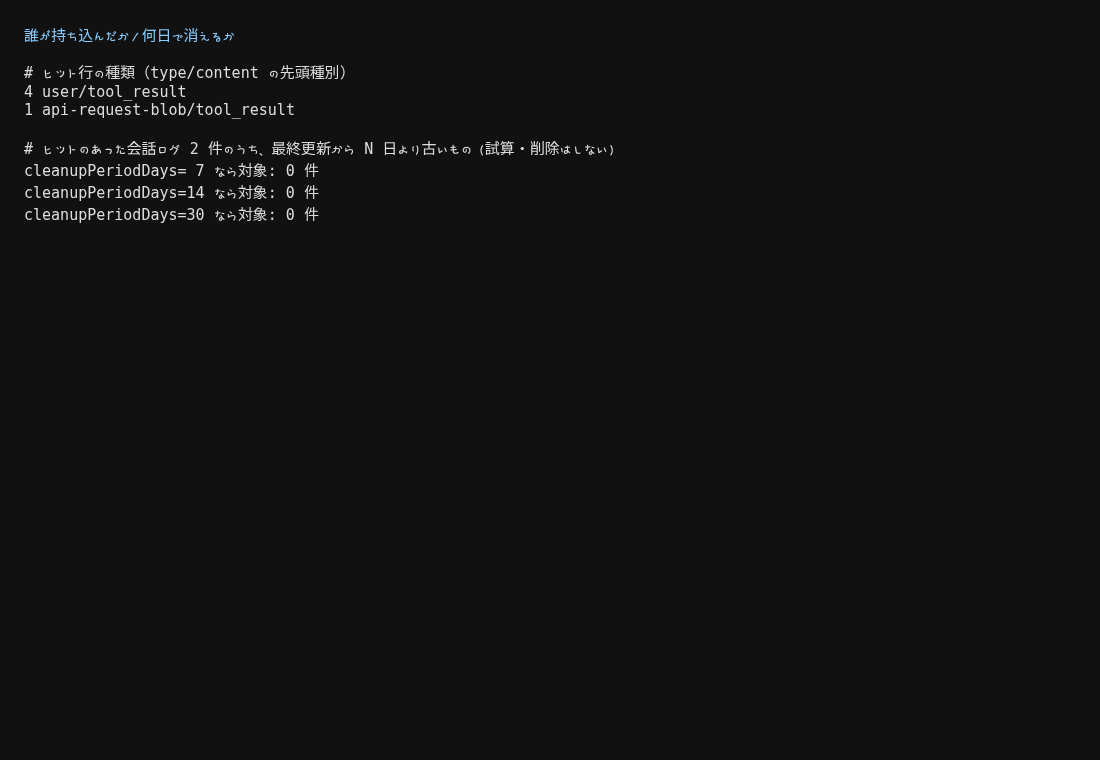 誰が持ち込んだか / 何日で消えるか
# ヒット行の種類（type/content の先頭種別）
4 user/tool_result
1 api-request-blob/tool_result
# ヒットのあった会話ログ 2 件のうち、最終更新から N 日より古いもの（試算・削除はしない）
cleanupPeriodDays= 7 なら対象: 0 件
cleanupPeriodDays=14 なら対象: 0 件
cleanupPeriodDays=30 なら対象: 0 件